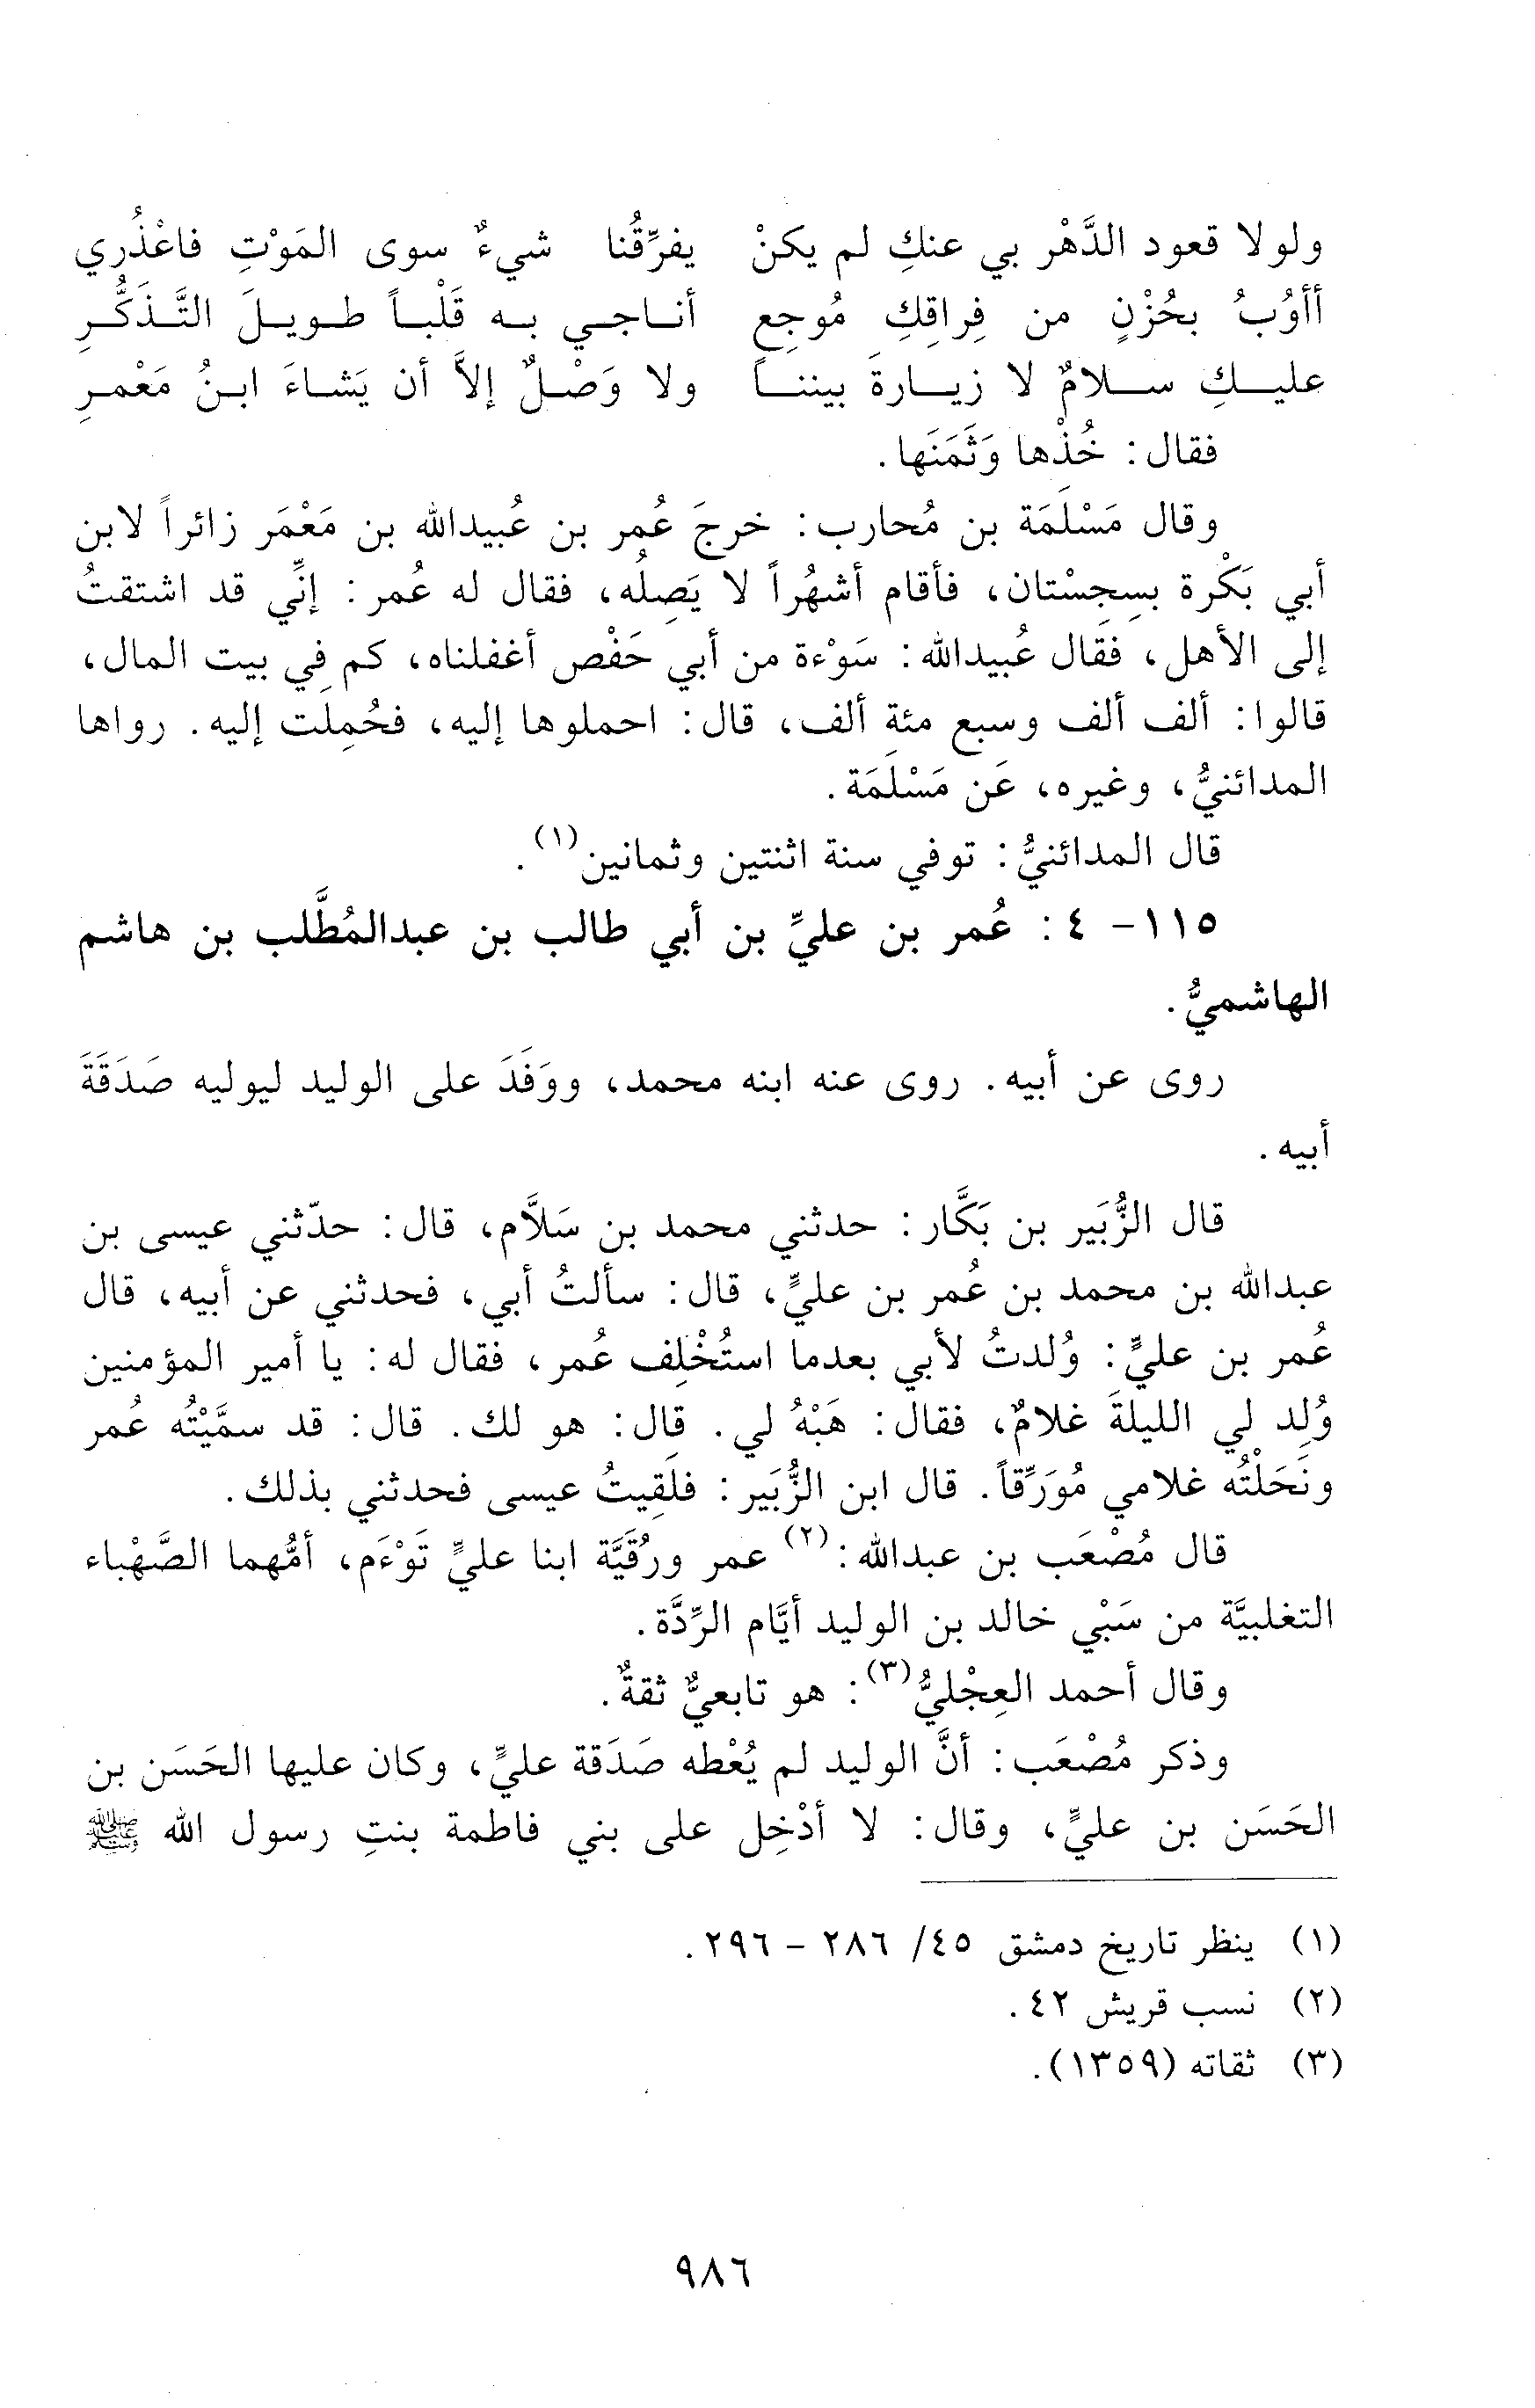 ولولا قعود الدَّهْر بي عنكِ لم يكنْ يفرِّقُنا شيءٌ سوى المَوْتِ فاعْذُري
أأوُبُ بحُزْنٍ من فِراقِكِ مُوجِعِ أناجي به قَلْباً طويلَ التَّذَكُّرِ
عليكِ سلامٌ لا زيارةَ بيننا ولا وَصْلٌ إلاَّ أن يَشاءَ ابنُ مَعْمرِ
فقال: خُذْها وَثَمَنَها.
وقال مَسْلَمَة بن مُحارب: خرجَ عُمر بن عُبيدالله بن مَعْمَر زائراً لابن
أبي بَكْرة بسِجِسْتان، فأقام أشهُراً لا يَصِلُه، فقال له عُمر: إنِّي قد اشتقتُ
إلى الأهل، فقال عُبيدالله: سَوْءة من أبي حَفْص أغفلناه، كم في بيت المال،
قالوا: ألف ألف وسبع مئة ألف، قال: احملوها إليه، فحُمِلَت إليه. رواها
المدائنيُّ، وغيره، عَن مَسْلَمَة.
قال المدائنيُّ: توفي سنة اثنتين وثمانين(١).
١١٥- ٤: عُمر بن عليِّ بن أبي طالب بن عبدالمُطَّلب بن هاشم
الهاشميُّ.
روى عن أبيه. روى عنه ابنه محمد، ووَفَدَ على الوليد ليوليه صَدَقَةَ
أبيه.
قال الزُّبَير بن بَكَّار: حدثني محمد بن سَلاَّم، قال: حدّثني عيسى بن
عبدالله بن محمد بن عُمر بن عليٍّ، قال: سألتُ أبي، فحدثني عن أبيه، قال
عُمر بن عليٍّ: وُلدتُ لأبي بعدما استُخْلِف عُمر، فقال له: يا أمير المؤمنين
وُلِد لي الليلةَ غلامٌ، فقال: هَبْهُ لي. قال: هو لك. قال: قد سمَّيْتُه عُمر
ونَحَلْتُه غلامي مُوَرِّقاً. قال ابن الزُّبَير: فلَقِيتُ عيسى فحدثني بذلك.
قال مُصْعَب بن عبدالله:(٢) عمر ورُقَيَّة ابنا عليٍّ تَوْءَم، أمُّهما الصَّهْباء
التغلبيَّة من سَبْي خالد بن الوليد أيَّام الرِّدَّة.
وقال أحمد العِجْليُّ(٣): هو تابعيٌّ ثقةٌ.
وذكر مُصْعَب: أنَّ الوليد لم يُعْطه صَدَقة عليٍّ، وكان عليها الحَسَن بن
الحَسَن بن عليٍّ، وقال: لا أدْخِل على بني فاطمة بنتِ رسول الله ﷺ
(١) ينظر تاريخ دمشق ٤٥/ ٢٨٦ - ٢٩٦.
(٢) نسب قريش ٤٢.
(٣) ثقاته (١٣٥٩).
٩٨٦